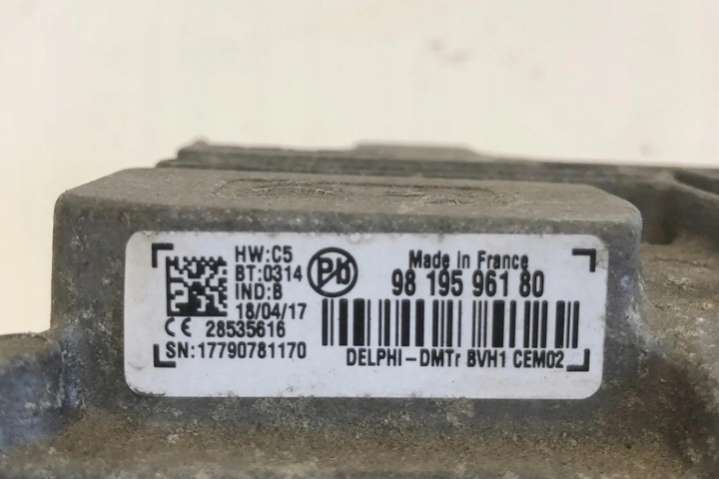 HW:C5
BT:0314
IND:B
18/04/17
28535616
SN:17790781170
Pb
Made in France
98 195 961 80
DELPHI-DMTr BVH1 CEM02